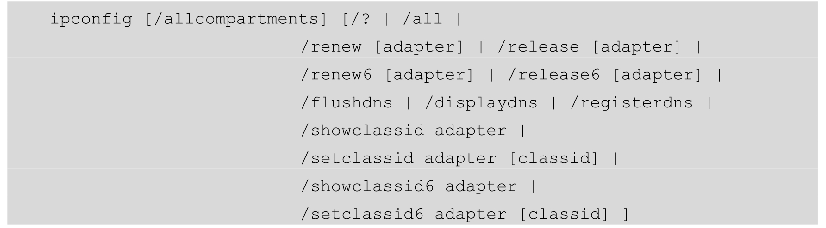 ipconfig [/allcompartments] [/? | /all |
/renew [adapter] | /release [adapter] |
/renew6 [adapter] | /release6 [adapter] |
/flushdns | /displaydns | /registerdns |
/showclassid adapter |
/setclassid adapter [classid] |
/showclassid6 adapter |
/setclassid6 adapter [classid] ]